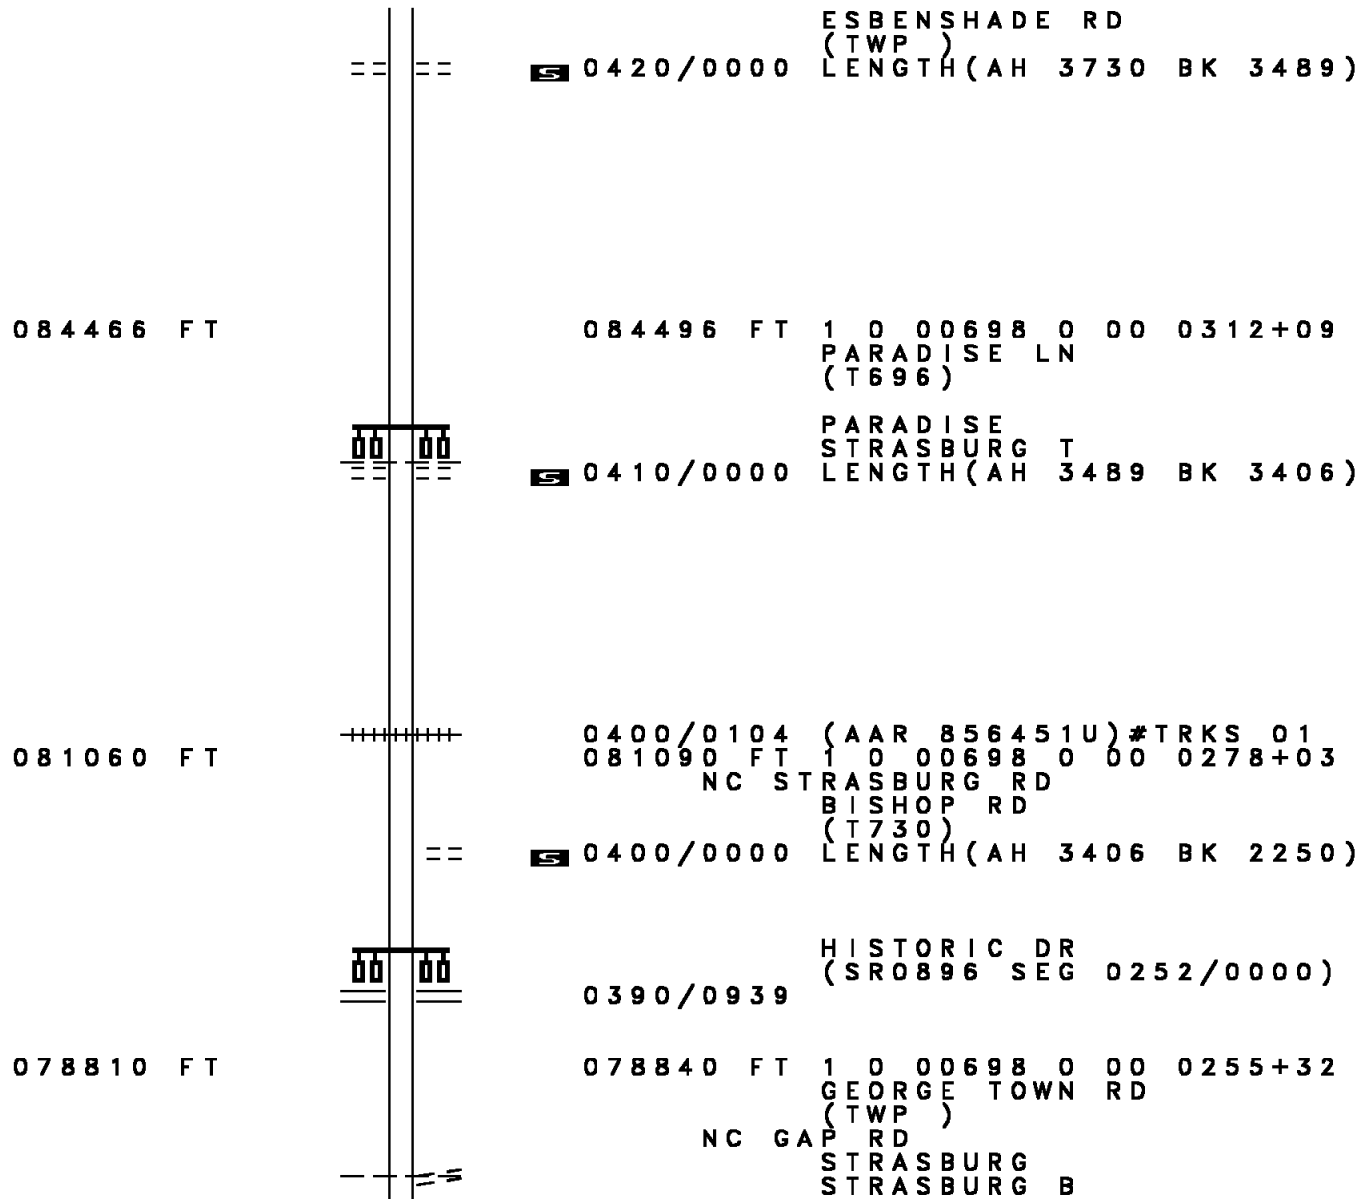 ESBENSHADE RD
(TWP )
S 0420/0000 LENGTH(AH 3730 BK 3489)
084466 FT 084496 FT 1 0 00698 0 00 0312+09
PARADISE LN
(T696)
PARADISE
STRASBURG T
S 0410/0000 LENGTH(AH 3489 BK 3406)
0400/0104 (AAR 856451U)#TRKS 01
081060 FT 081090 FT 1 0 00698 0 00 0278+03
NC STRASBURG RD
BISHOP RD
(T730)
S 0400/0000 LENGTH(AH 3406 BK 2250)
HISTORIC DR
(SR0896 SEG 0252/0000)
0390/0939
078810 FT 078840 FT 1 0 00698 0 00 0255+32
GEORGE TOWN RD
(TWP )
NC GAP RD
STRASBURG
STRASBURG B